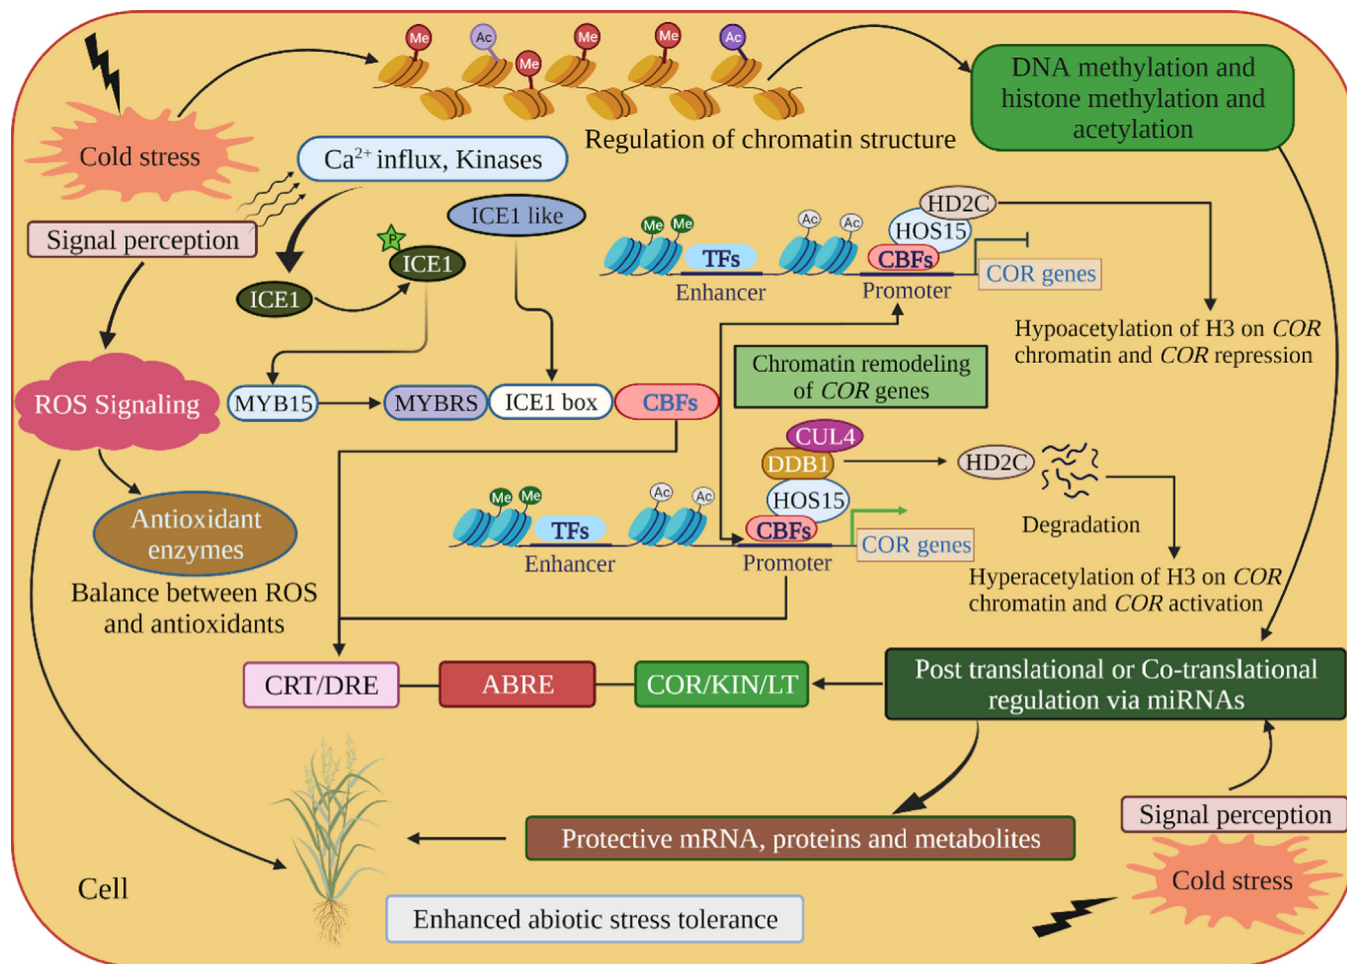 Me
Ac
Me
Me
Me
Ac
DNA methylation and
histone methylation and
acetylation
Regulation of chromatin structure
Cold stress
Ca2+ influx, Kinases
Signal perception
ICE1 like
P
ICE1
ICE1
HD2C
HOS15
CBFs
Me
Me
TFs
Enhancer
Ac
Ac
Promoter
COR genes
Hypoacetylation of H3 on COR
chromatin and COR repression
Chromatin remodeling
of COR genes
ROS Signaling
MYB15
MYBRS
ICE1 box
CBFs
CUL4
DDB1
HOS15
CBFs
HD2C
Degradation
Me
Me
TFs
Enhancer
Ac
Ac
Promoter
COR genes
Hyperacetylation of H3 on COR
chromatin and COR activation
Antioxidant
enzymes
Balance between ROS
and antioxidants
CRT/DRE
ABRE
COR/KIN/LT
Post translational or Co-translational
regulation via miRNAs
Signal perception
Cold stress
Protective mRNA, proteins and metabolites
Cell
Enhanced abiotic stress tolerance